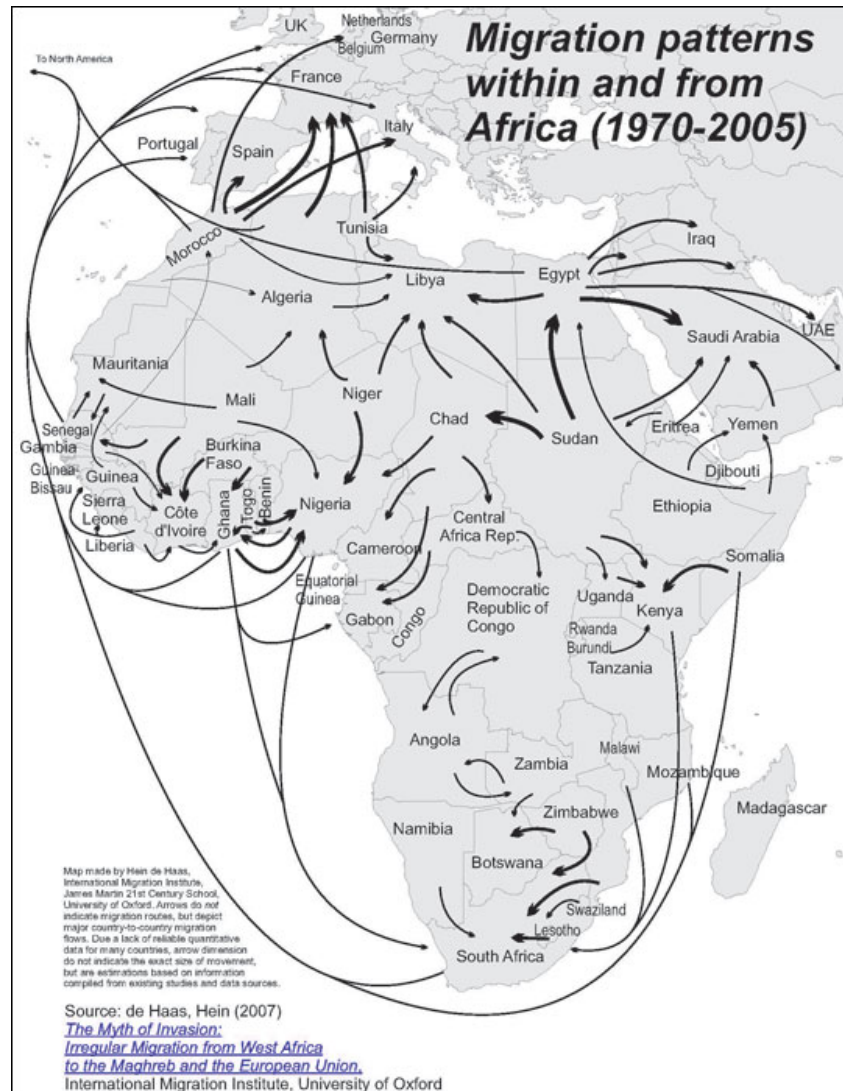 Migration patterns
within and from
Africa (1970-2005)
To North America
UK
Netherlands
Belgium
Germany
France
Portugal
Spain
Italy
Morocco
Tunisia
Algeria
Libya
Egypt
Iraq
Saudi Arabia
UAE
Mauritania
Mali
Niger
Chad
Sudan
Eritrea
Yemen
Djibouti
Ethiopia
Somalia
Senegal
Gambia
Guinea-
Bissau
Guinea
Sierra
Leone
Liberia
Côte
d'Ivoire
Burkina
Faso
Ghana
Togo
Benin
Nigeria
Cameroon
Central
Africa Rep.
Equatorial
Guinea
Gabon
Congo
Democratic
Republic of
Congo
Uganda
Kenya
Rwanda
Burundi
Tanzania
Angola
Zambia
Malawi
Mozambique
Madagascar
Zimbabwe
Namibia
Botswana
Swaziland
Lesotho
South Africa
Map made by Hein de Haas,
International Migration Institute,
James Martin 21st Century School,
University of Oxford. Arrows do not
indicate migration routes, but depict
major country-to-country migration
flows. Due a lack of reliable quantitative
data for many countries, arrow dimension
do not indicate the exact size of movement,
but are estimations based on information
compiled from existing studies and data sources.
Source: de Haas, Hein (2007)
The Myth of Invasion:
Irregular Migration from West Africa
to the Maghreb and the European Union,
International Migration Institute, University of Oxford